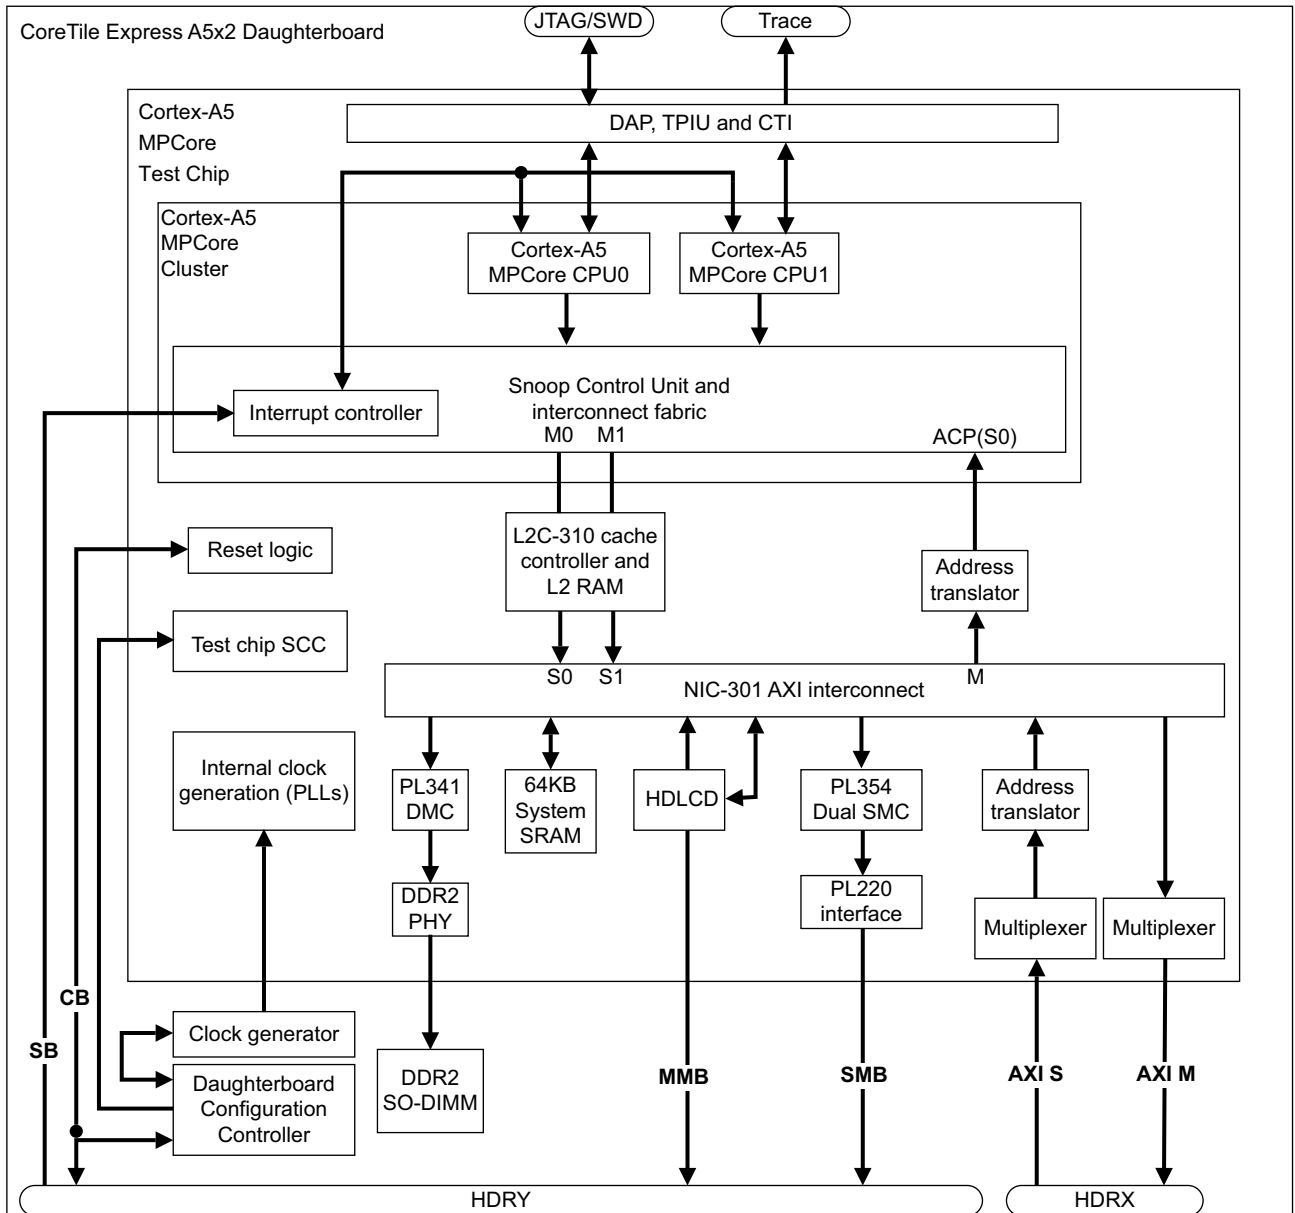 CoreTile Express A5x2 Daughterboard
JTAG/SWD
Trace
Cortex-A5
MPCore
Test Chip
DAP, TPIU and CTI
Cortex-A5
MPCore
Cluster
Cortex-A5
MPCore CPU0
Cortex-A5
MPCore CPU1
Interrupt controller
Snoop Control Unit and
interconnect fabric
M0 M1
ACP(S0)
Reset logic
L2C-310 cache
controller and
L2 RAM
Address
translator
Test chip SCC
S0 S1
NIC-301 AXI interconnect
M
Internal clock
generation (PLLs)
PL341
DMC
64KB
System
SRAM
HDLCD
PL354
Dual SMC
Address
translator
DDR2
PHY
PL220
interface
Multiplexer
Multiplexer
CB
SB
Clock generator
Daughterboard
Configuration
Controller
DDR2
SO-DIMM
MMB
SMB
AXI S
AXI M
HDRY
HDRX